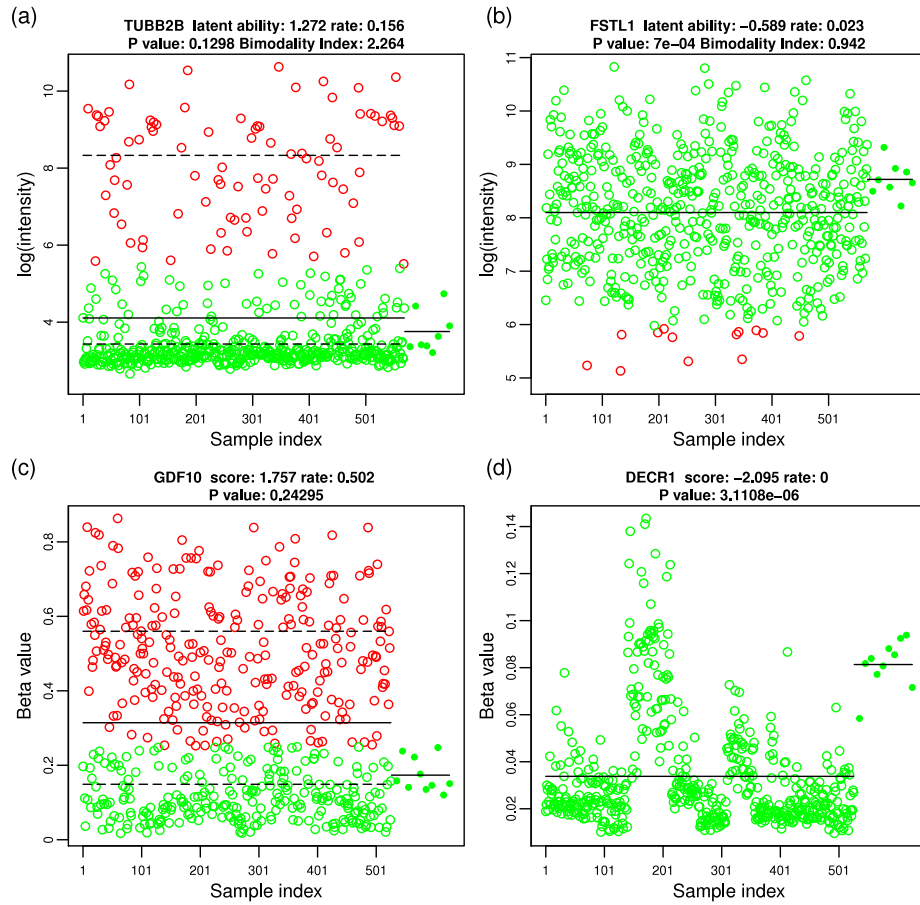 (a)
TUBB2B latent ability: 1.272 rate: 0.156
P value: 0.1298 Bimodality Index: 2.264
log(intensity)
10
8
6
4
1 101 201 301 401 501
Sample index
(b)
FSTL1 latent ability: −0.589 rate: 0.023
P value: 7e−04 Bimodality Index: 0.942
log(intensity)
11
10
9
8
7
6
5
1 101 201 301 401 501
Sample index
(c)
GDF10 score: 1.757 rate: 0.502
P value: 0.24295
Beta value
0.8
0.6
0.4
0.2
0
1 101 201 301 401 501
Sample index
(d)
DECR1 score: −2.095 rate: 0
P value: 3.1108e−06
Beta value
0.14
0.12
0.1
0.08
0.06
0.04
0.02
1 101 201 301 401 501
Sample index